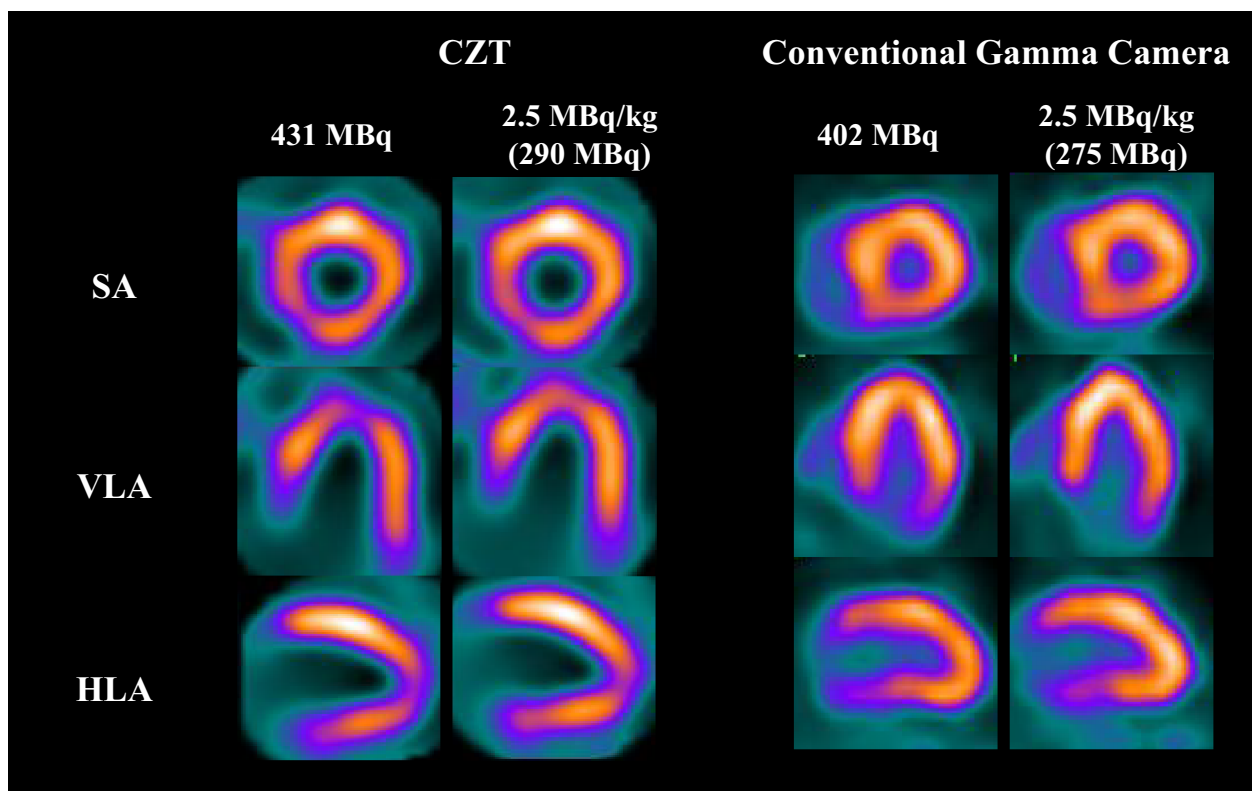 CZT
Conventional Gamma Camera
431 MBq
2.5 MBq/kg
(290 MBq)
402 MBq
2.5 MBq/kg
(275 MBq)
SA
VLA
HLA